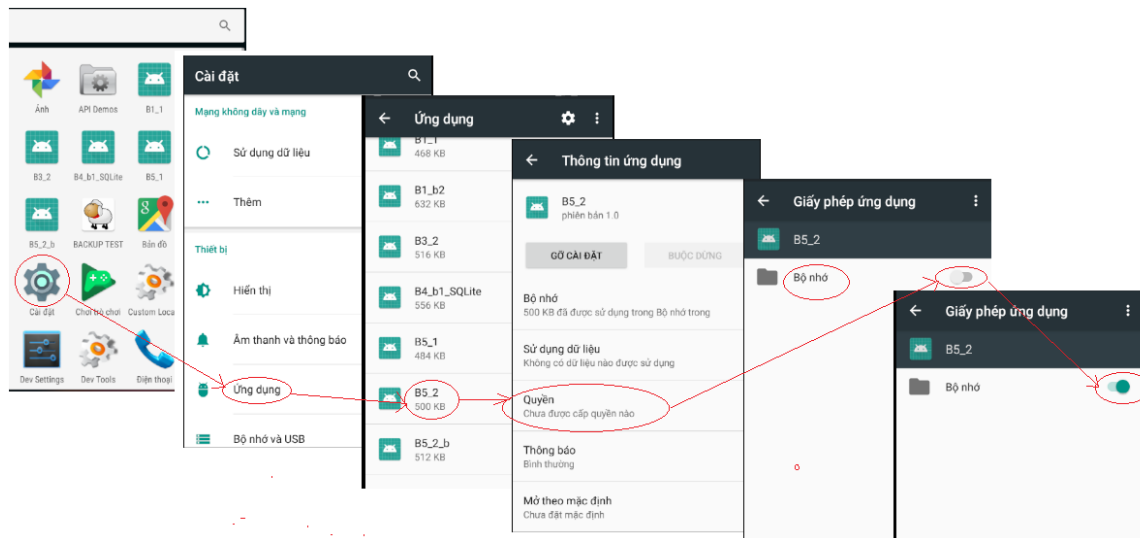 Ảnh
API Demos
B1_1
B3_2
B4_b1_SQLite
B5_1
B5_2_b
BACKUP TEST
Bản đồ
Cài đặt
Chơi trò chơi
Custom Loca
Dev Settings
Dev Tools
Điện thoại
Cài đặt
Mạng không dây và mạng
Sử dụng dữ liệu
Thêm
Thiết bị
Hiển thị
Âm thanh và thông báo
Ứng dụng
Bộ nhớ và USB
Ứng dụng
B1_1
468 KB
B1_b2
632 KB
B3_2
516 KB
B4_b1_SQLite
556 KB
B5_1
484 KB
B5_2
500 KB
B5_2_b
512 KB
Thông tin ứng dụng
B5_2
phiên bản 1.0
GỠ CÀI ĐẶT
BUỘC DỪNG
Bộ nhớ
500 KB đã được sử dụng trong Bộ nhớ trong
Sử dụng dữ liệu
Không có dữ liệu nào được sử dụng
Quyền
Chưa được cấp quyền nào
Thông báo
Bình thường
Mở theo mặc định
Chưa đặt mặc định
Giấy phép ứng dụng
B5_2
Bộ nhớ
Giấy phép ứng dụng
B5_2
Bộ nhớ